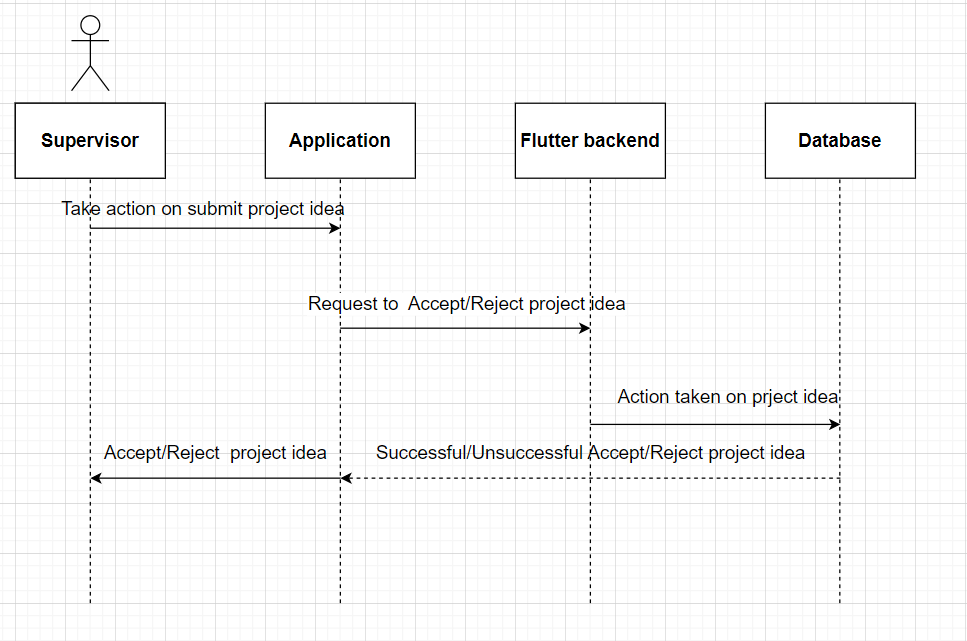 Supervisor
Application
Flutter backend
Database
Take action on submit project idea
Request to  Accept/Reject project idea
Action taken on prject idea
Accept/Reject  project idea
Successful/Unsuccessful Accept/Reject project idea